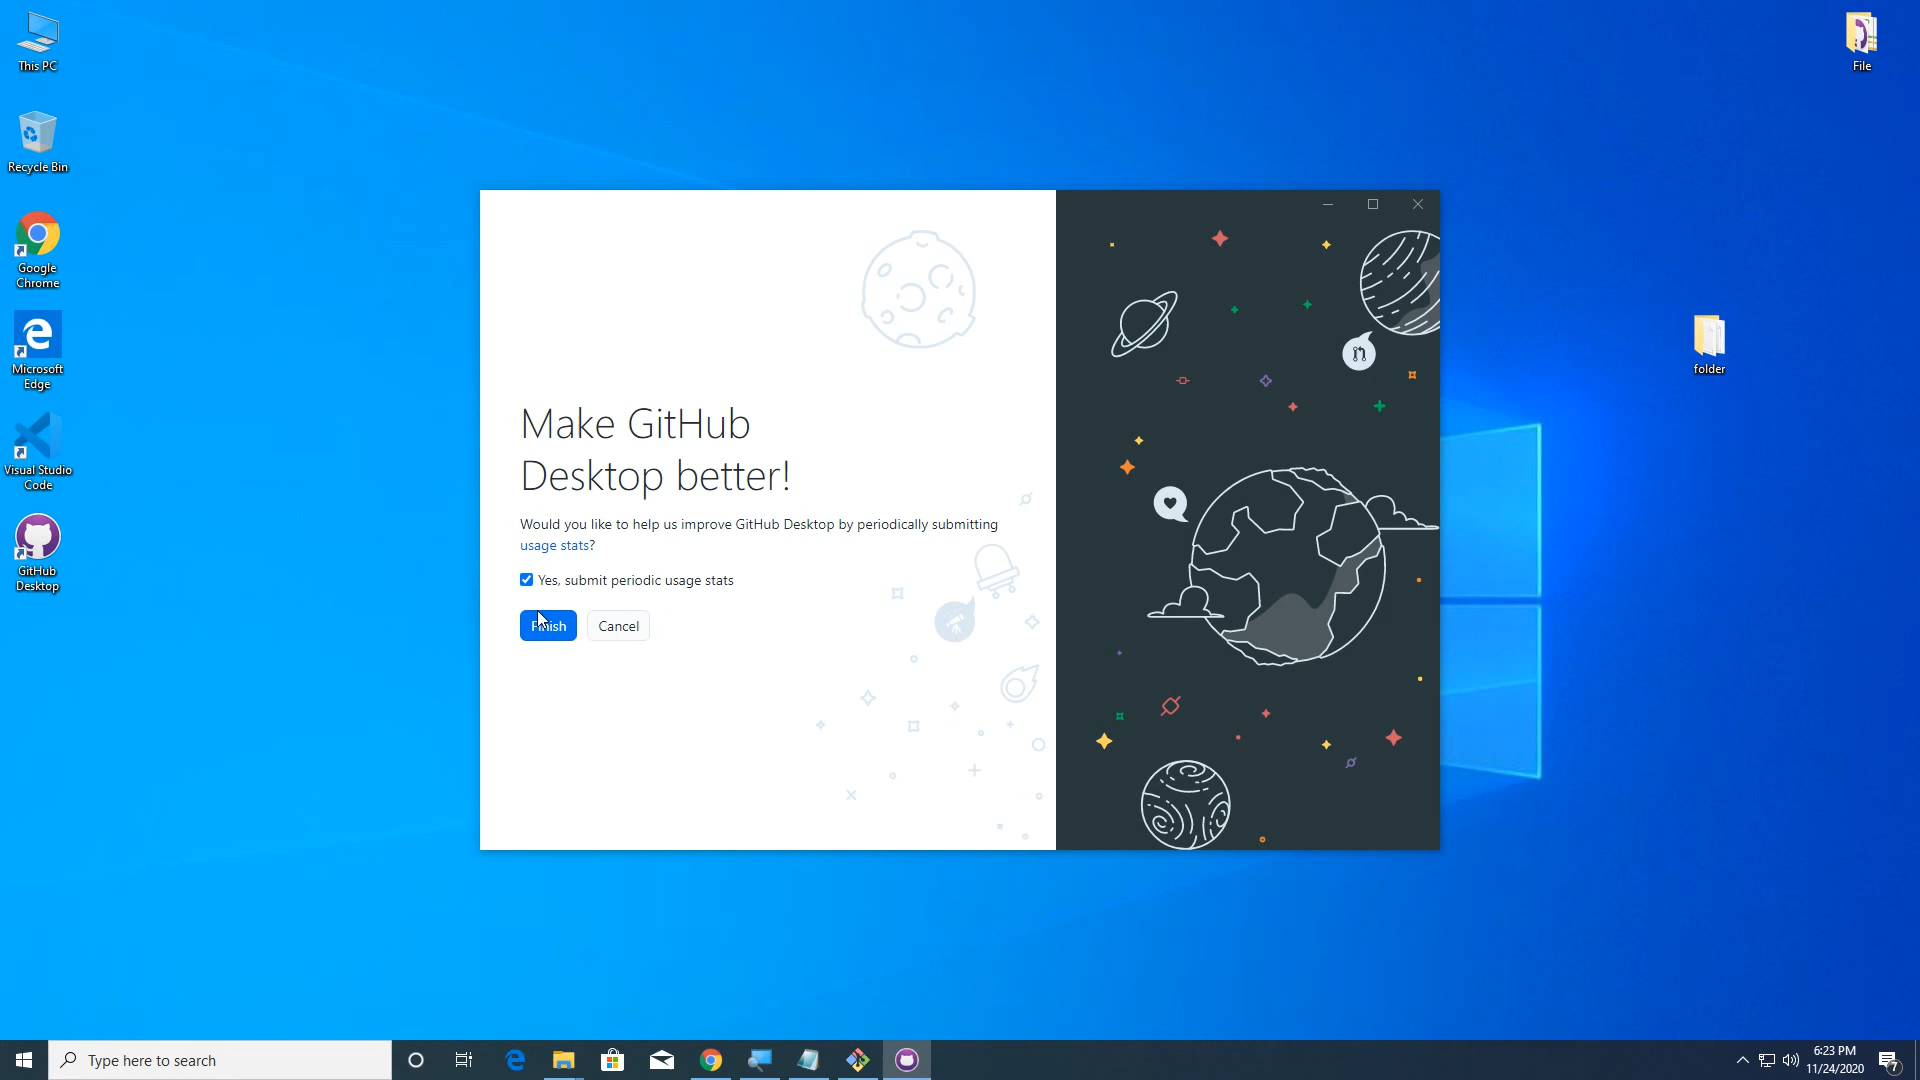 This PC
Recycle Bin
Google
Chrome
Microsoft
Edge
Visual Studio
Code
GitHub
Desktop
File
folder
Make GitHub
Desktop better!
Would you like to help us improve GitHub Desktop by periodically submitting
usage stats?
Yes, submit periodic usage stats
Finish
Cancel
Type here to search
6:23 PM
11/24/2020
7